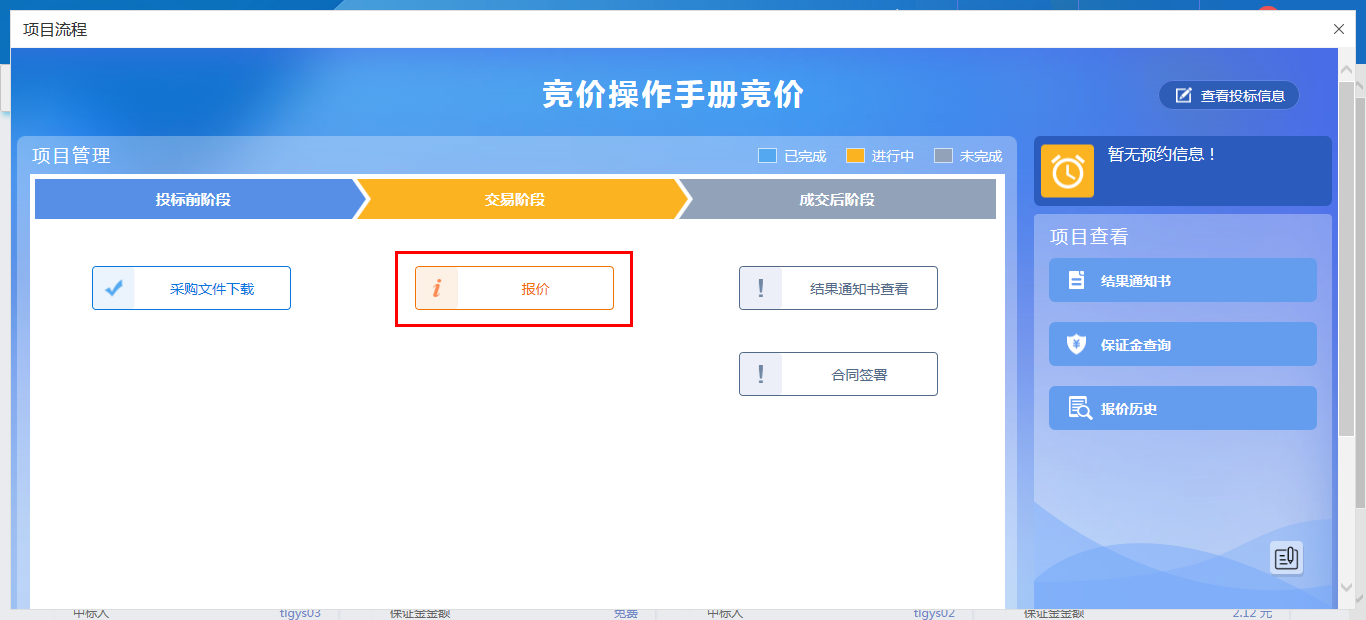 项目流程
竞价操作手册竞价
查看投标信息
项目管理
已完成 进行中 未完成
暂无预约信息！
投标前阶段 交易阶段 成交后阶段
项目查看
采购文件下载 报价 结果通知书查看
结果通知书
保证金查询
合同签署
报价历史
中标人 tlgys03 保证金金额 免费 中标人 tlgys02 保证金金额 2.12 元